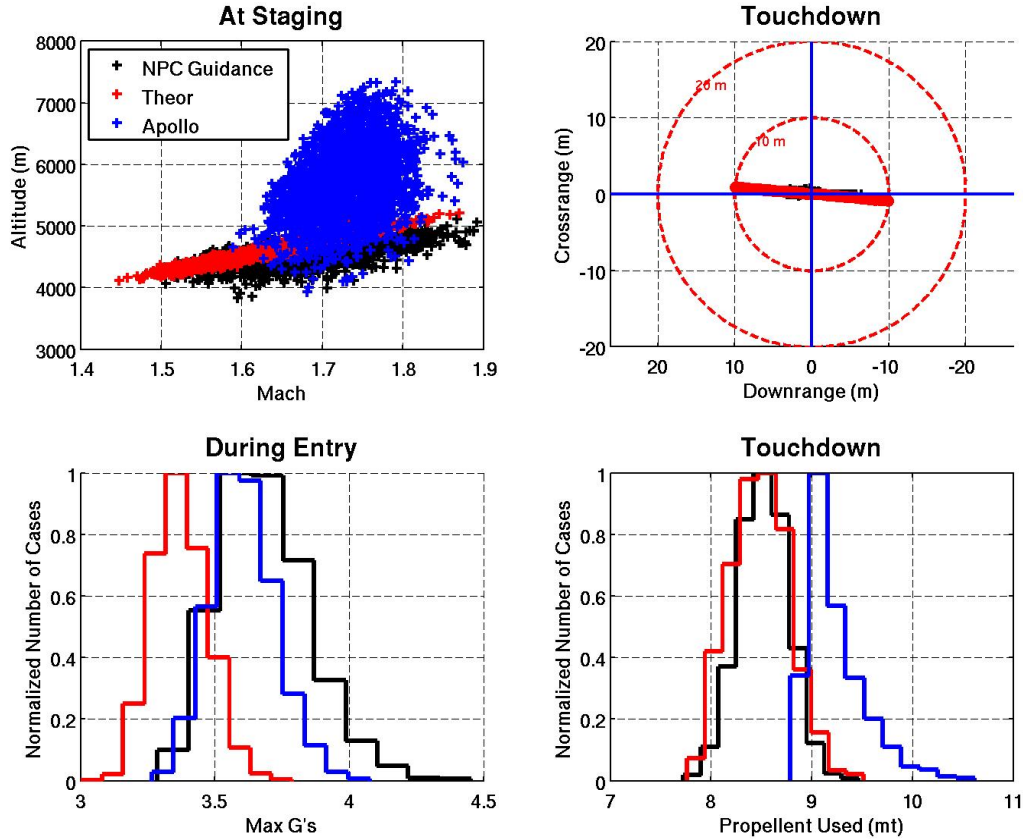 At Staging
8000
7000
6000
5000
4000
3000
Altitude (m)
NPC Guidance
Theor
Apollo
1.4
1.5
1.6
1.7
1.8
1.9
Mach
Touchdown
20
10
0
-10
-20
Crossrange (m)
20 m
10 m
20
10
0
-10
-20
Downrange (m)
During Entry
1
0.8
0.6
0.4
0.2
0
Normalized Number of Cases
3
3.5
4
4.5
Max G's
Touchdown
1
0.8
0.6
0.4
0.2
0
Normalized Number of Cases
7
8
9
10
11
Propellent Used (mt)